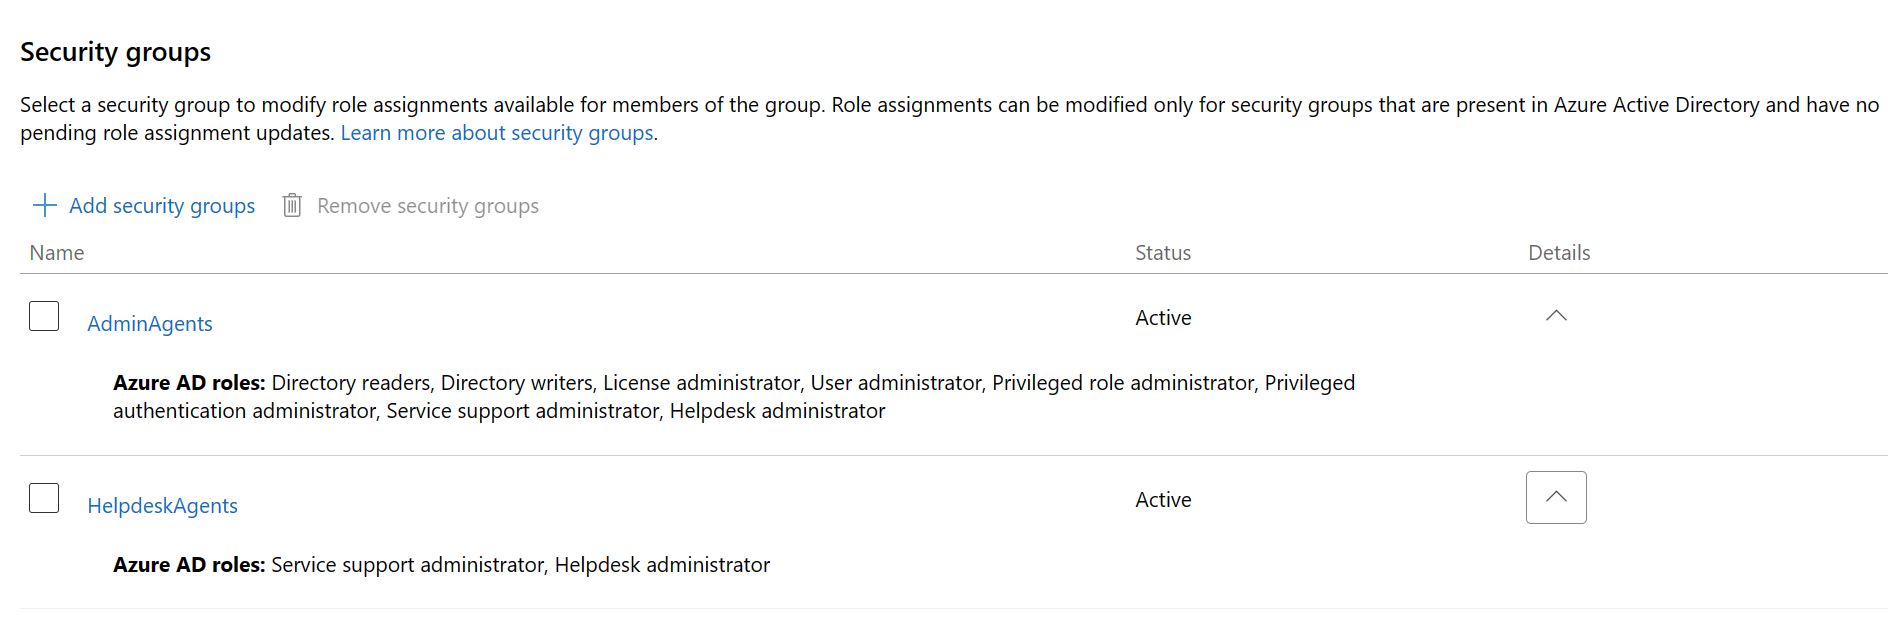 Security groups
Select a security group to modify role assignments available for members of the group. Role assignments can be modified only for security groups that are present in Azure Active Directory and have no
pending role assignment updates. Learn more about security groups.
Add security groups Remove security groups
Name Status Details
AdminAgents Active
Azure AD roles: Directory readers, Directory writers, License administrator, User administrator, Privileged role administrator, Privileged
authentication administrator, Service support administrator, Helpdesk administrator
HelpdeskAgents Active
Azure AD roles: Service support administrator, Helpdesk administrator